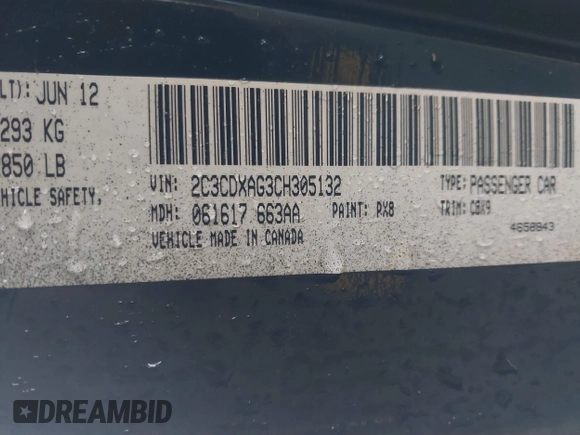 LT): JUN 12
293 KG
850 LB
HICLE SAFETY,
VIN: 2C3CDXAG3CH305132
TYPE: PASSENGER CAR
MDH: 061617 663AA
PAINT: PX8
TRIM: C8X9
VEHICLE MADE IN CANADA
4650843
DREAMBID